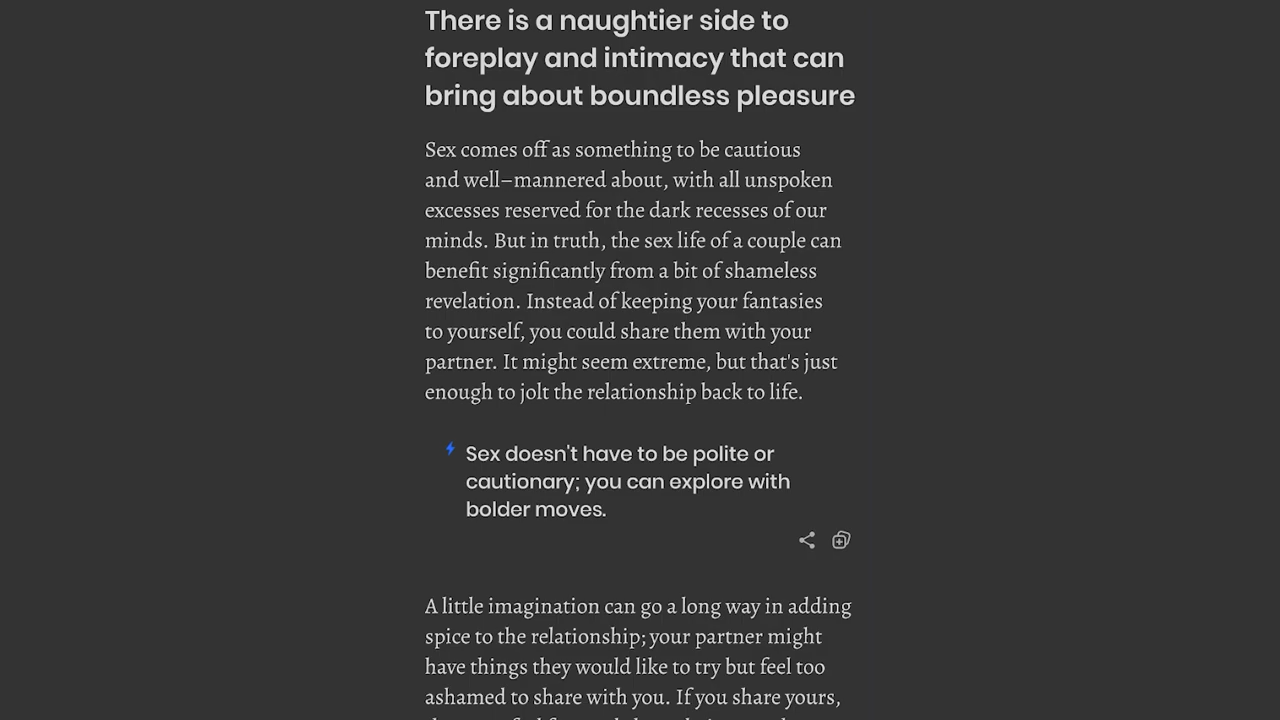 There is a naughtier side to
foreplay and intimacy that can
bring about boundless pleasure
Sex comes off as something to be cautious
and well–mannered about, with all unspoken
excesses reserved for the dark recesses of our
minds. But in truth, the sex life of a couple can
benefit significantly from a bit of shameless
revelation. Instead of keeping your fantasies
to yourself, you could share them with your
partner. It might seem extreme, but that's just
enough to jolt the relationship back to life.
Sex doesn't have to be polite or
cautionary; you can explore with
bolder moves.
A little imagination can go a long way in adding
spice to the relationship; your partner might
have things they would like to try but feel too
ashamed to share with you. If you share yours,